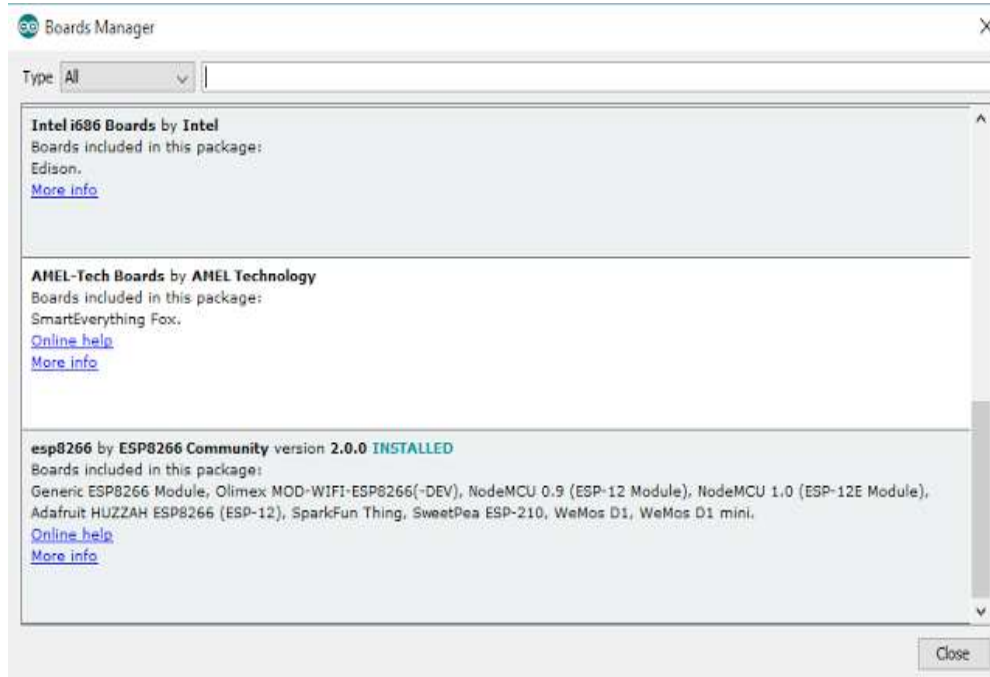 Boards Manager
Type All
Intel i686 Boards by Intel
Boards included in this package:
Edison.
More info
AMEL-Tech Boards by AMEL Technology
Boards included in this package:
SmartEverything Fox.
Online help
More info
esp8266 by ESP8266 Community version 2.0.0 INSTALLED
Boards included in this package:
Generic ESP8266 Module, Olimex MOD-WIFI-ESP8266(-DEV), NodeMCU 0.9 (ESP-12 Module), NodeMCU 1.0 (ESP-12E Module),
Adafruit HUZZAH ESP8266 (ESP-12), SparkFun Thing, SweetPea ESP-210, WeMos D1, WeMos D1 mini.
Online help
More info
Close